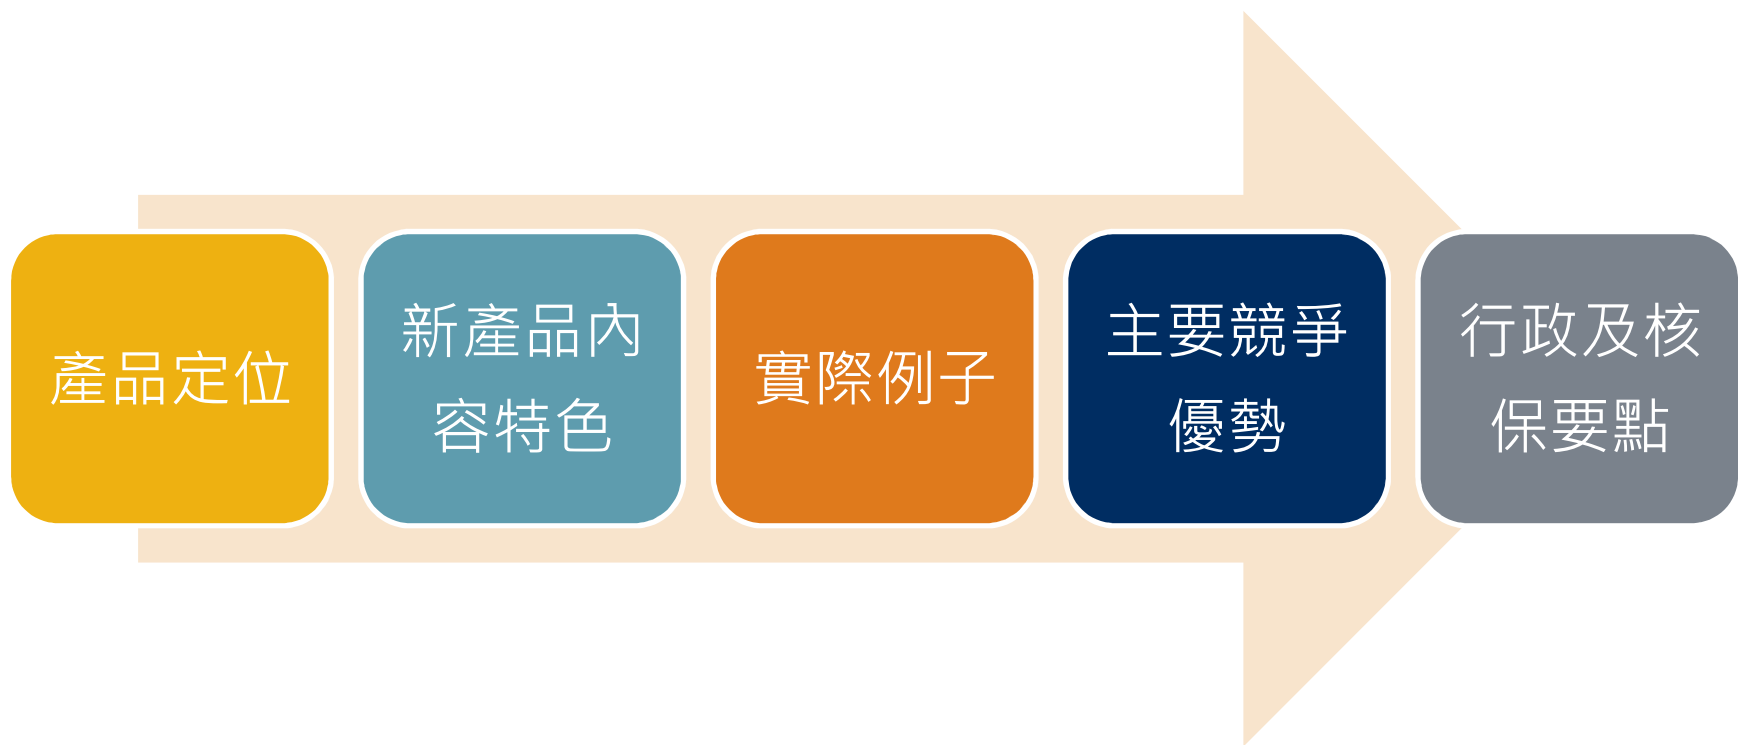 產品定位
新產品內
容特色
實際例子
主要競爭
優勢
行政及核
保要點